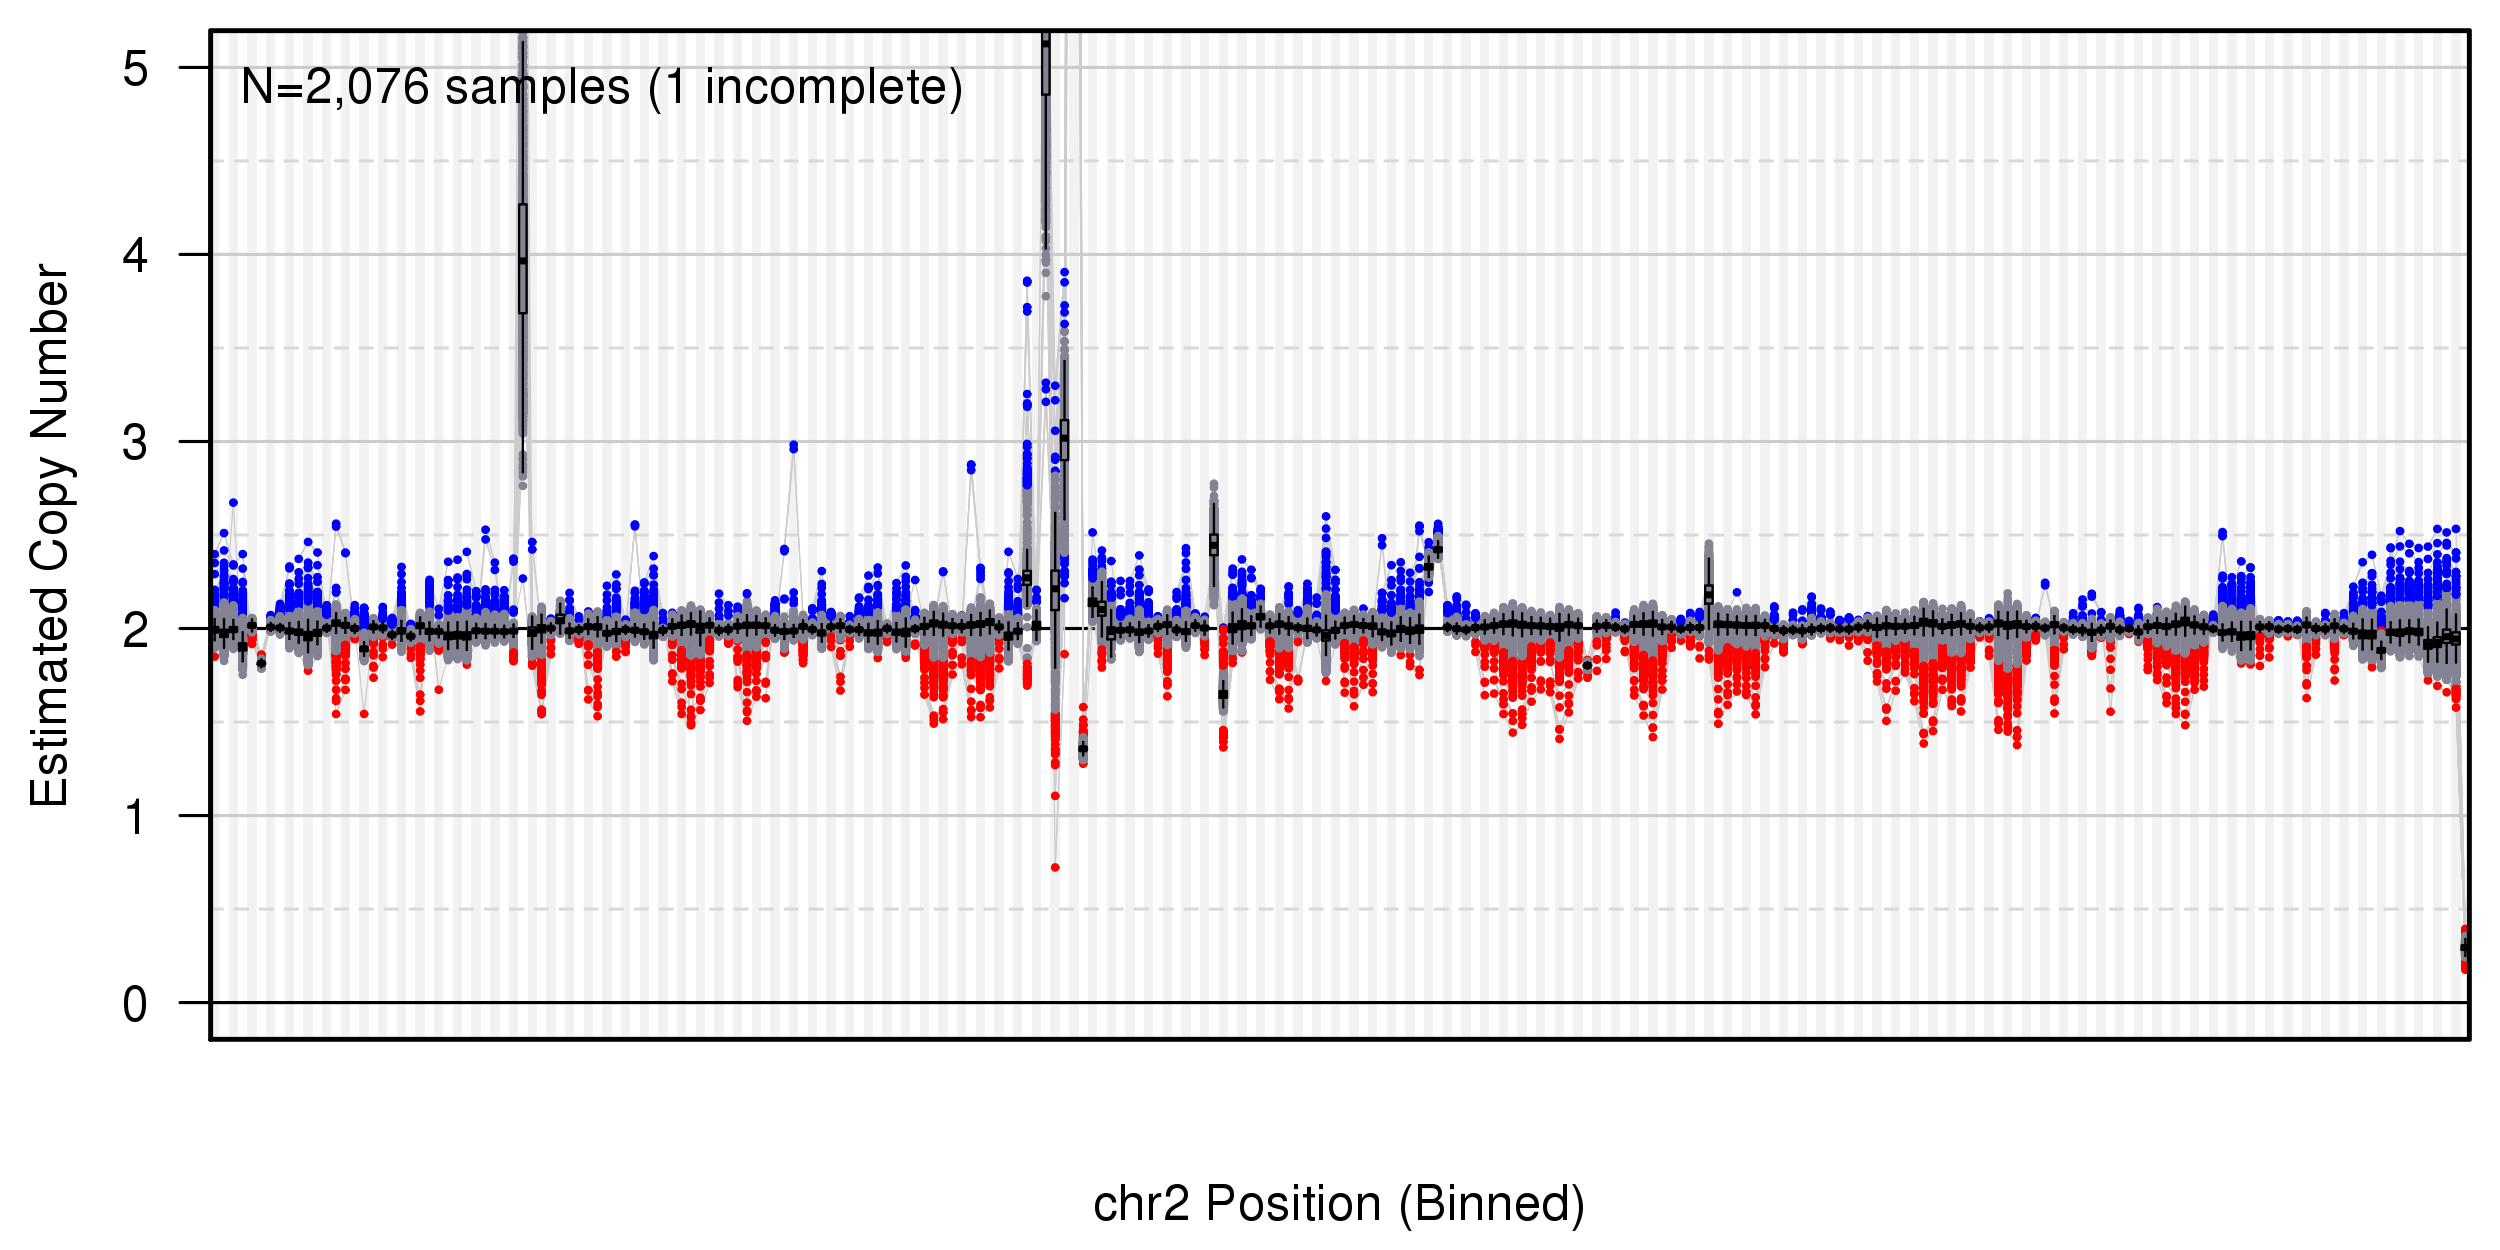 5
N=2,076 samples (1 incomplete)
4
3
2
1
0
Estimated Copy Number
chr2 Position (Binned)